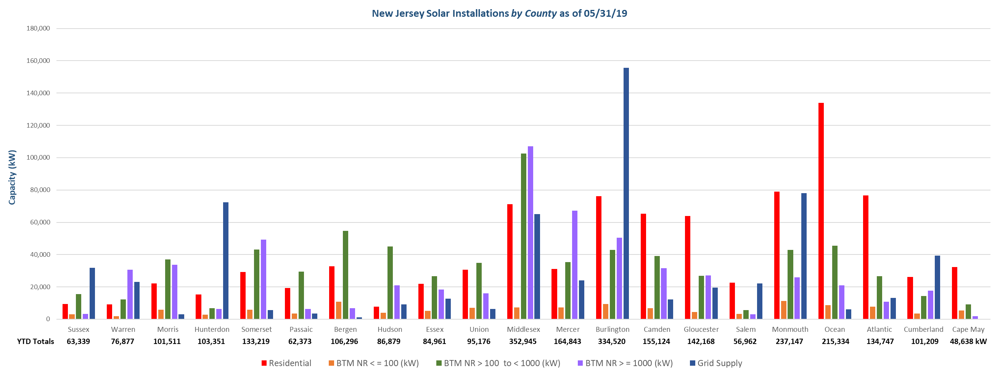 New Jersey Solar Installations by County as of 05/31/19
180,000
160,000
140,000
120,000
100,000
80,000
60,000
40,000
20,000
0
Capacity (kW)
Sussex Warren Morris Hunterdon Somerset Passaic Bergen Hudson Essex Union Middlesex Mercer Burlington Camden Gloucester Salem Monmouth Ocean Atlantic Cumberland Cape May
YTD Totals 63,339 76,877 101,511 103,351 133,219 62,373 106,296 86,879 84,961 95,176 352,945 164,843 334,520 155,124 142,168 56,962 237,147 215,334 134,747 101,209 48,638 kW
Residential BTM NR < = 100 (kW) BTM NR > 100 to < 1000 (kW) BTM NR > = 1000 (kW) Grid Supply